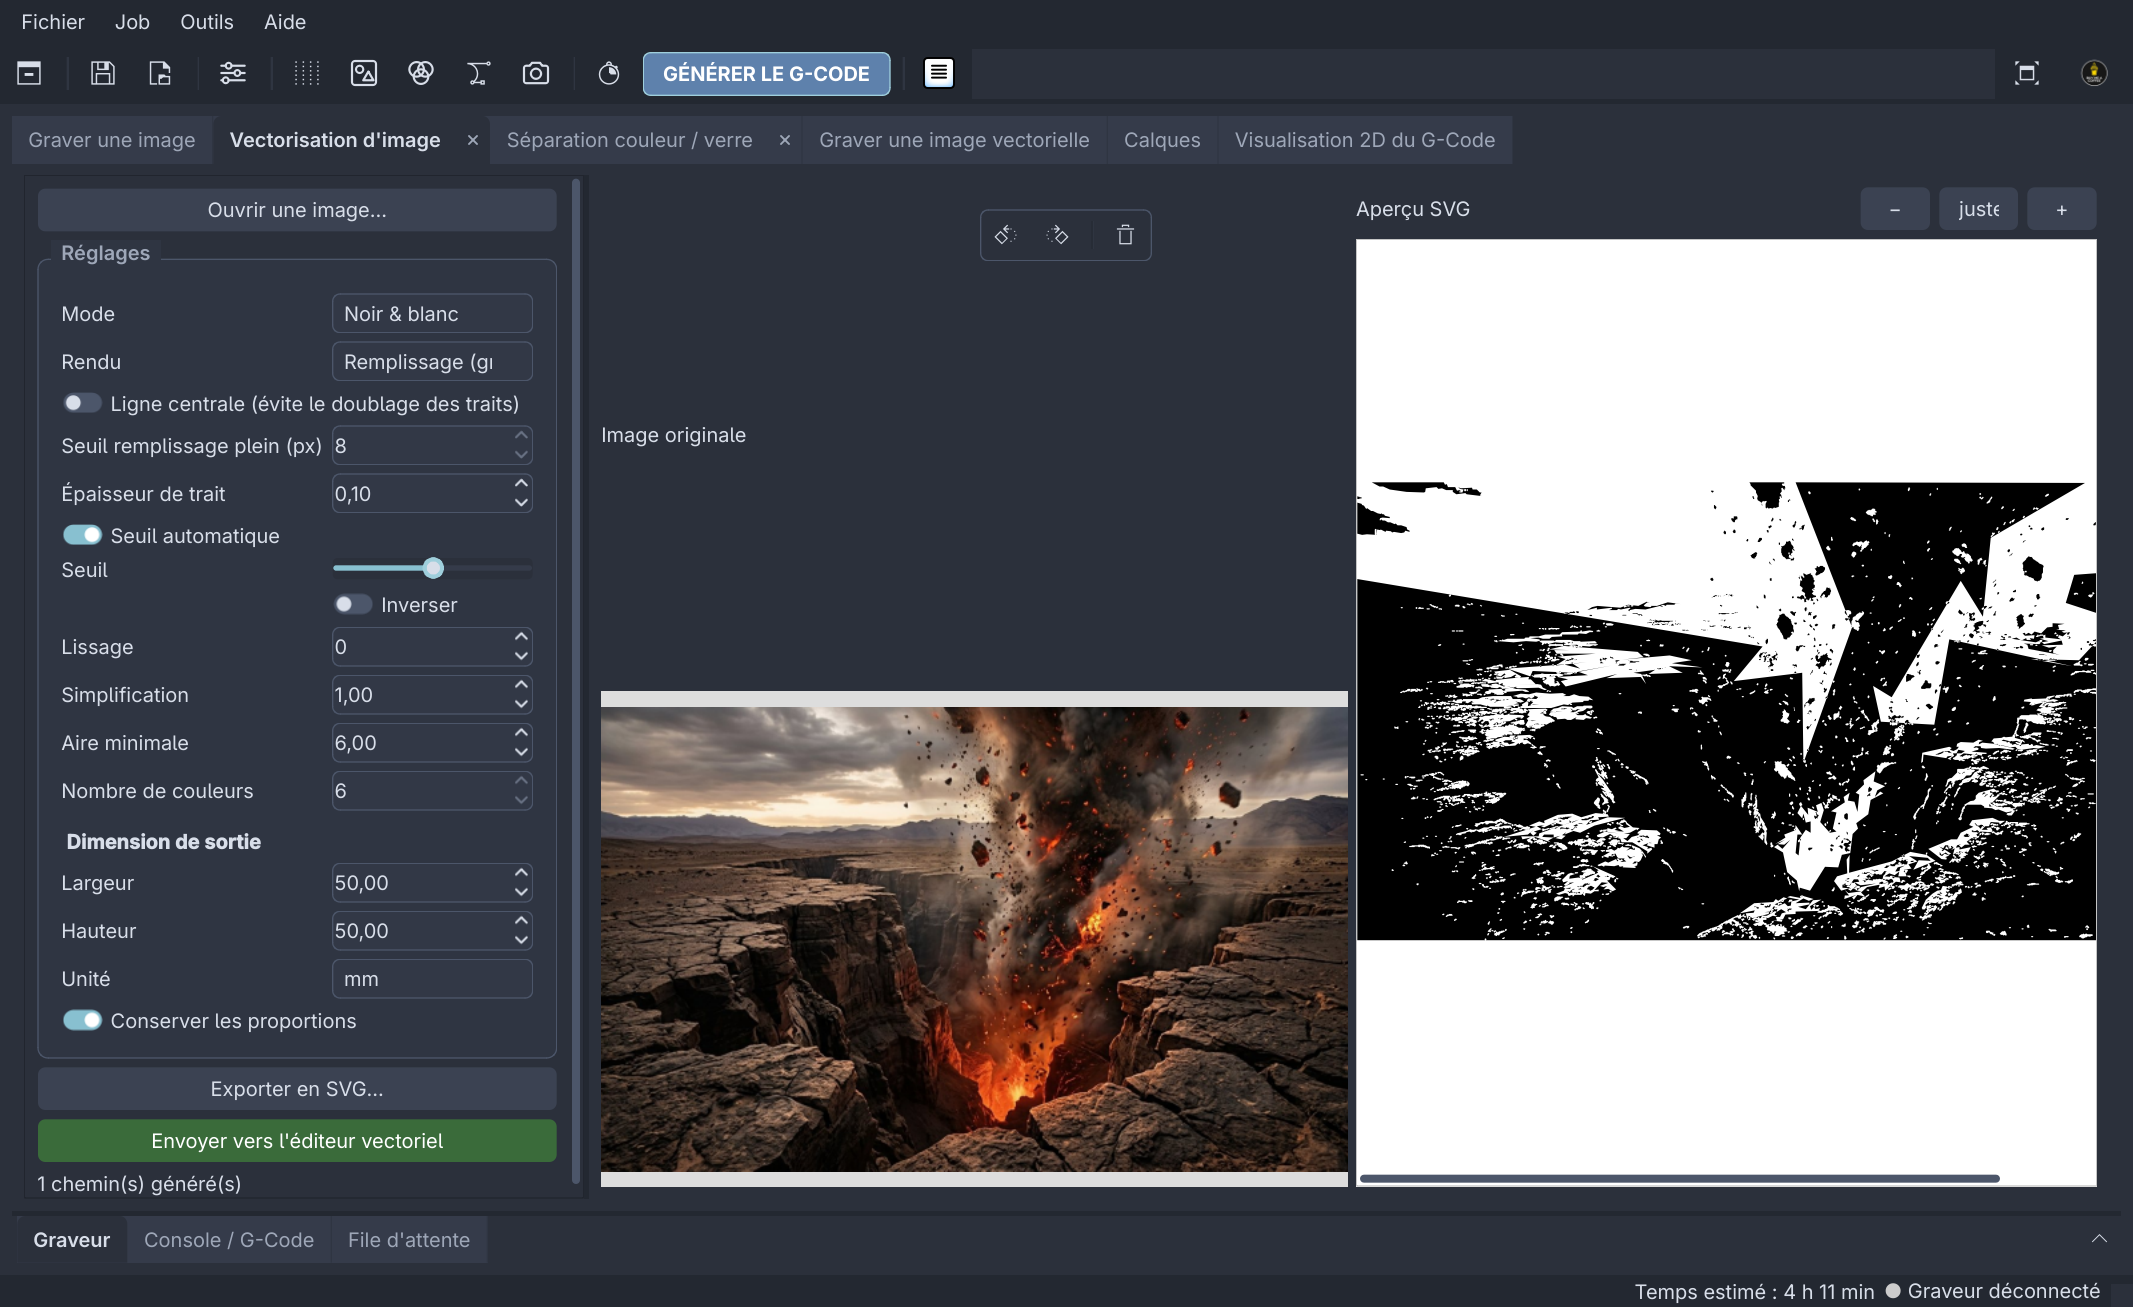 Fichier Job Outils Aide
GÉNÉRER LE G-CODE
Graver une image Vectorisation d'image × Séparation couleur / verre × Graver une image vectorielle Calques Visualisation 2D du G-Code
Ouvrir une image...
Réglages
Mode Noir & blanc
Rendu Remplissage (gr
Ligne centrale (évite le doublage des traits)
Seuil remplissage plein (px) 8
Épaisseur de trait 0,10
Seuil automatique
Seuil
Inverser
Lissage 0
Simplification 1,00
Aire minimale 6,00
Nombre de couleurs 6
Dimension de sortie
Largeur 50,00
Hauteur 50,00
Unité mm
Conserver les proportions
Exporter en SVG...
Envoyer vers l'éditeur vectoriel
1 chemin(s) généré(s)
Image originale
Aperçu SVG − juste +
Graveur Console / G-Code File d'attente
Temps estimé : 4 h 11 min Graveur déconnecté